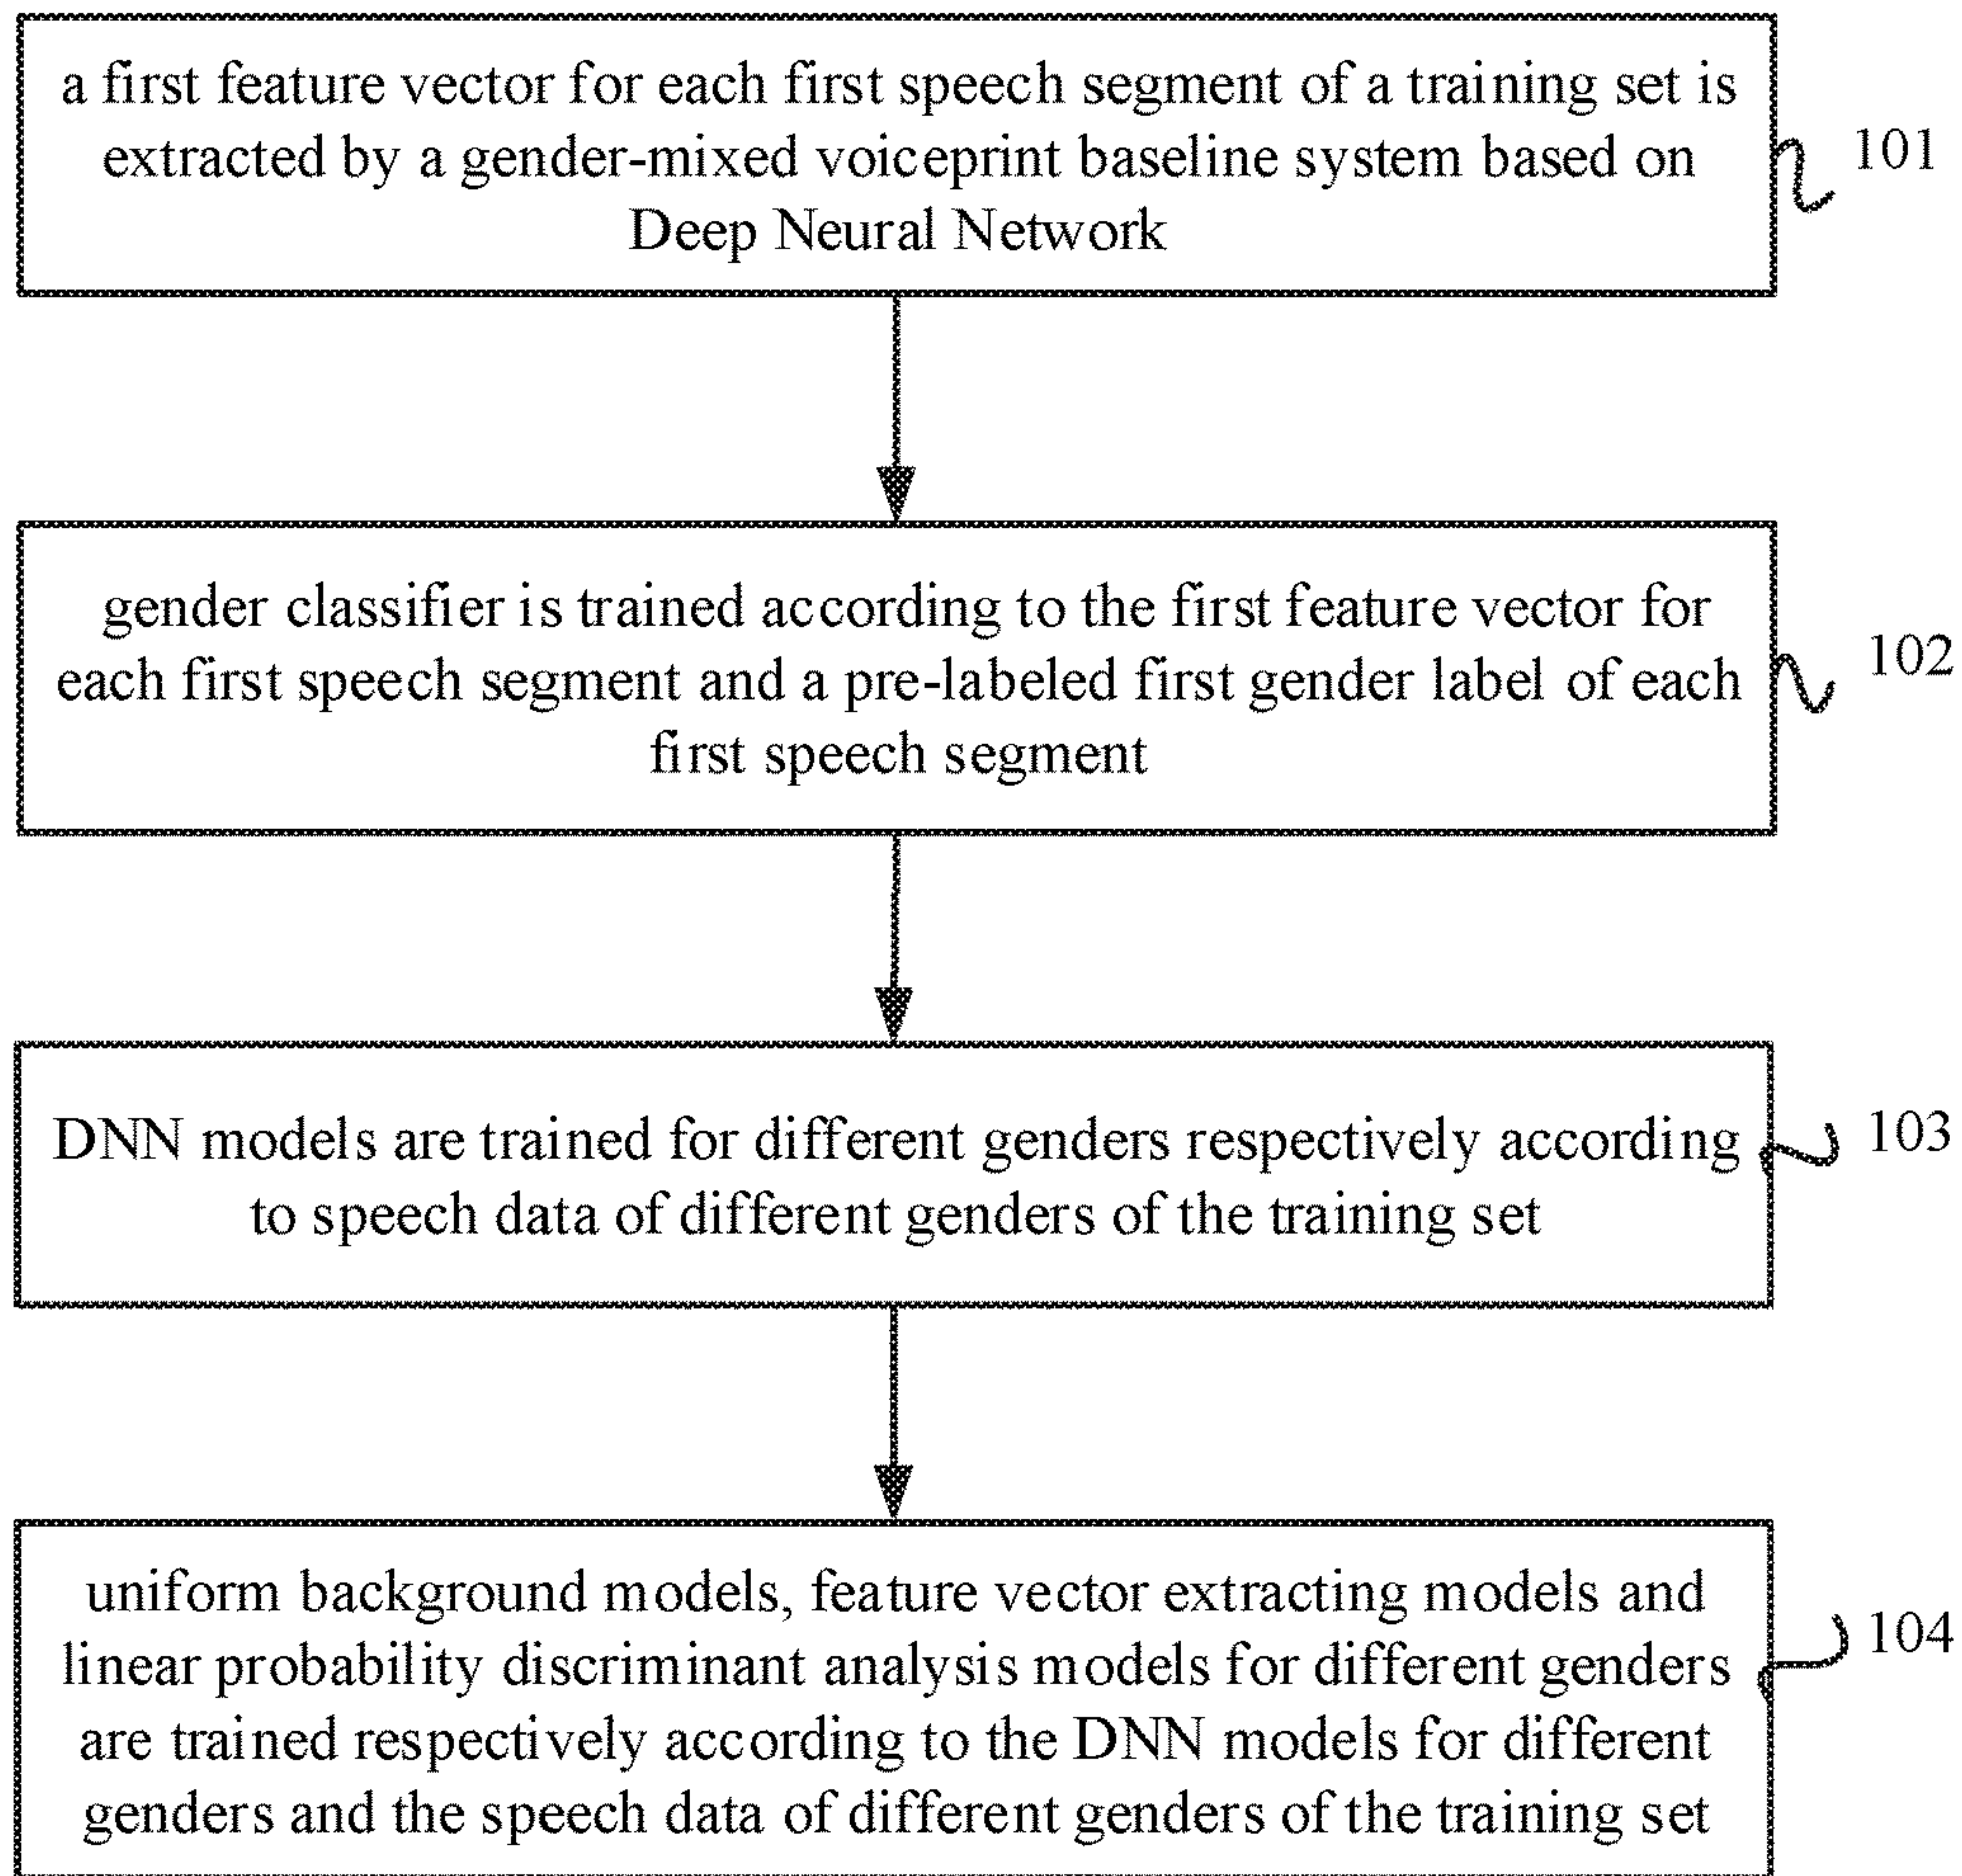 a first feature vector for each first speech segment of a training set is
extracted by a gender-mixed voiceprint baseline system based on
Deep Neural Network
101
gender classifier is trained according to the first feature vector for
each first speech segment and a pre-labeled first gender label of each
first speech segment
102
DNN models are trained for different genders respectively according
to speech data of different genders of the training set
103
uniform background models, feature vector extracting models and
linear probability discriminant analysis models for different genders
are trained respectively according to the DNN models for different
genders and the speech data of different genders of the training set
104